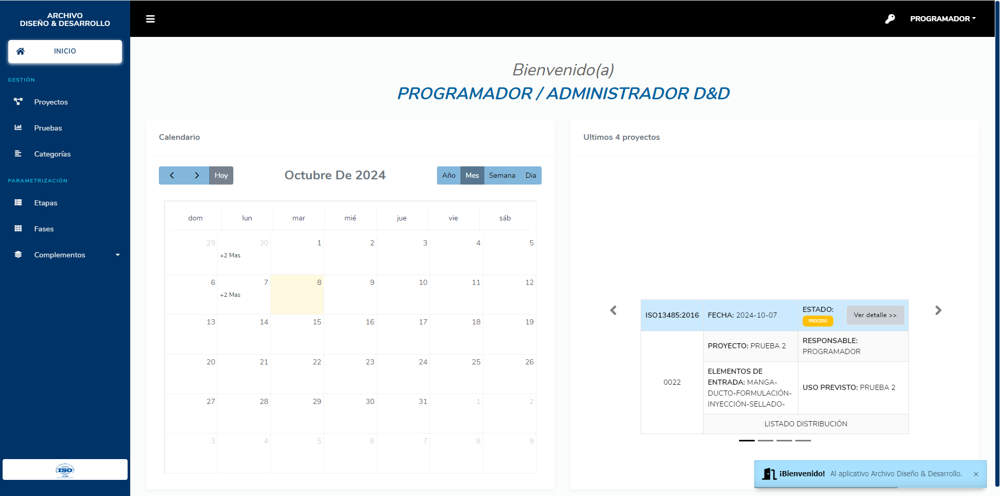 ARCHIVO
DISEÑO & DESARROLLO
INICIO
GESTIÓN
Proyectos
Pruebas
Categorías
PARAMETRIZACIÓN
Etapas
Fases
Complementos
ISO
PROGRAMADOR
Bienvenido(a)
PROGRAMADOR / ADMINISTRADOR D&D
Calendario
Hoy
Octubre De 2024
Año Mes Semana Dia
dom lun mar mié jue vie sáb
29 30 1 2 3 4 5
+2 Mas
6 7 8 9 10 11 12
+2 Mas
13 14 15 16 17 18 19
20 21 22 23 24 25 26
27 28 29 30 31 1 2
3 4 5 6 7 8 9
Ultimos 4 proyectos
ISO13485:2016
FECHA: 2024-10-07
ESTADO:
PROCESO
Ver detalle >>
0022
PROYECTO: PRUEBA 2
RESPONSABLE:
PROGRAMADOR
ELEMENTOS DE
ENTRADA: MANGA-
DUCTO-FORMULACIÓN-
INYECCIÓN-SELLADO-
USO PREVISTO: PRUEBA 2
LISTADO DISTRIBUCIÓN
¡Bienvenido! Al aplicativo Archivo Diseño & Desarrollo. ×